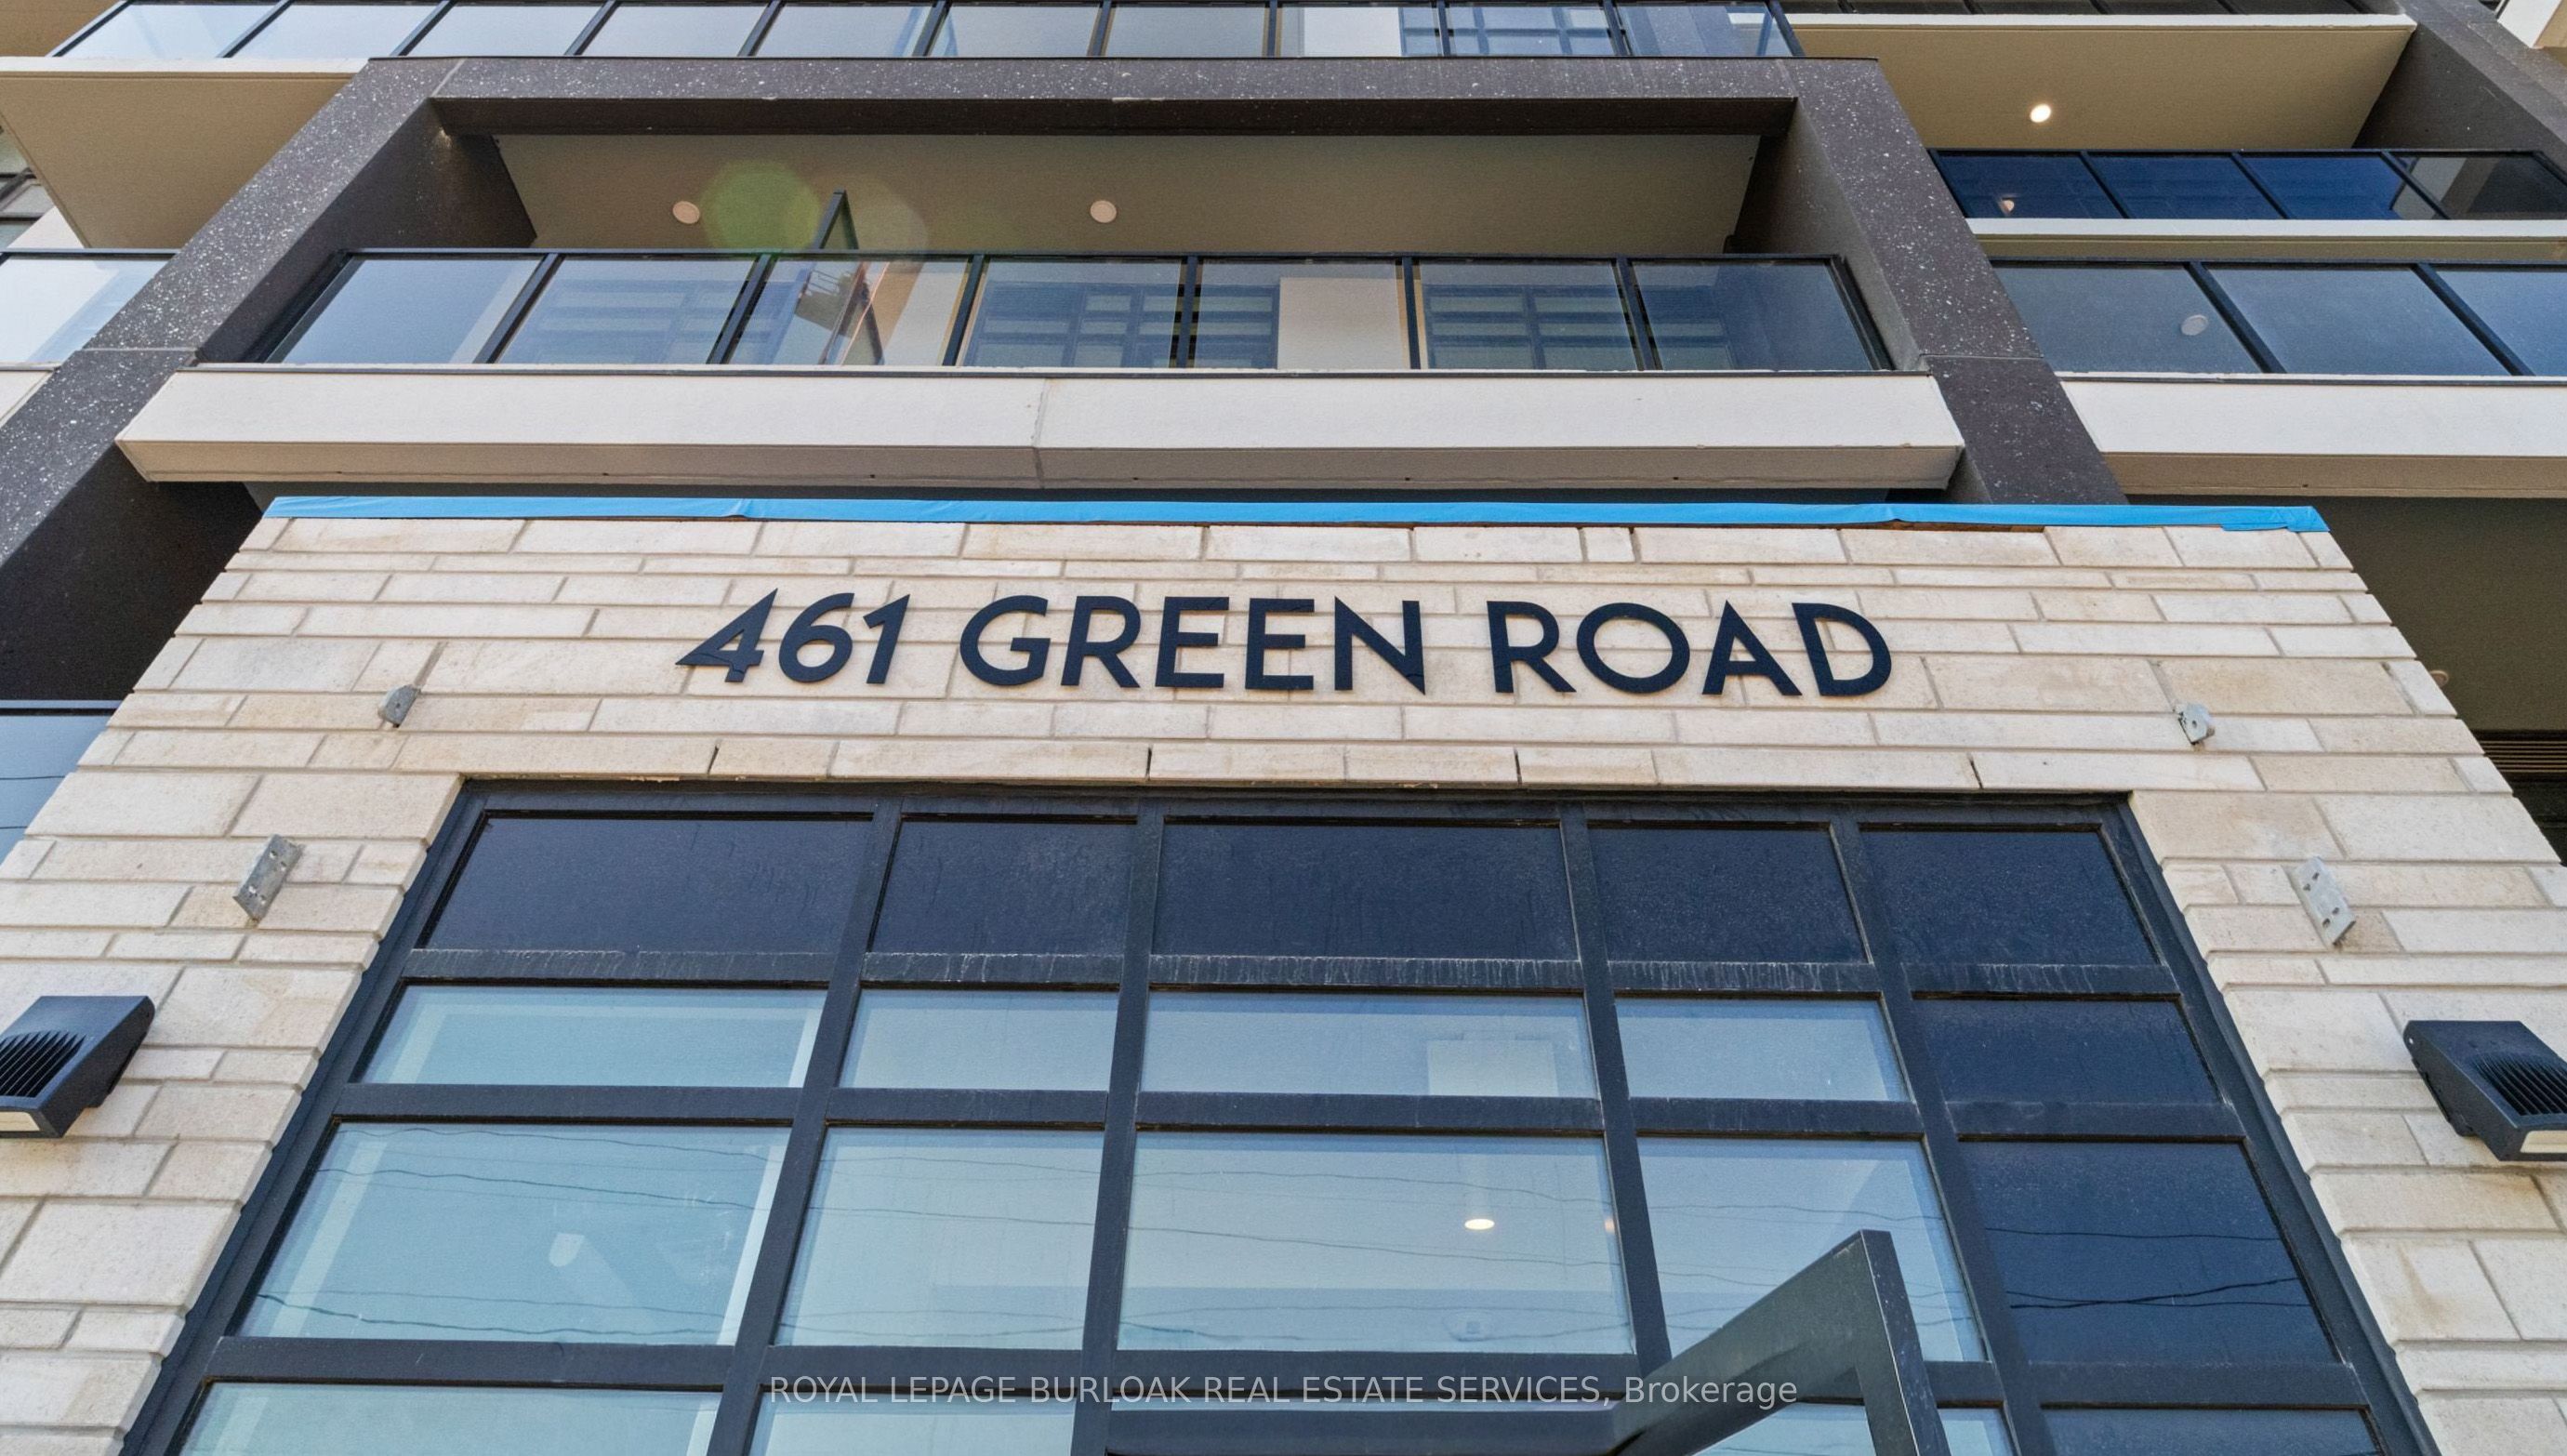 461 GREEN ROAD
ROYAL LEPAGE BURLOAK REAL ESTATE SERVICES, Brokerage